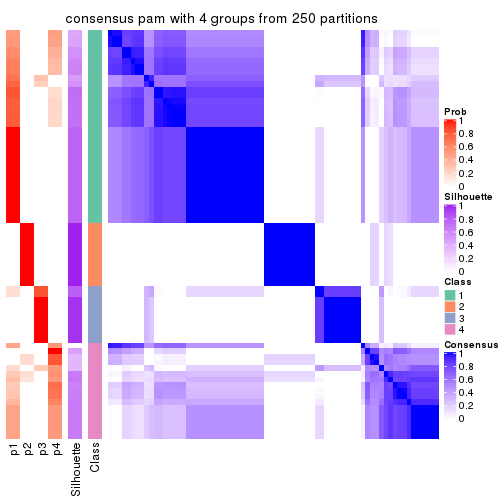 consensus pam with 4 groups from 250 partitions
Prob
1
0.8
0.6
0.4
0.2
0
Silhouette
1
0.8
0.6
0.4
0.2
0
Class
1
2
3
4
Consensus
1
0.8
0.6
0.4
0.2
0
p1
p2
p3
p4
Silhouette
Class